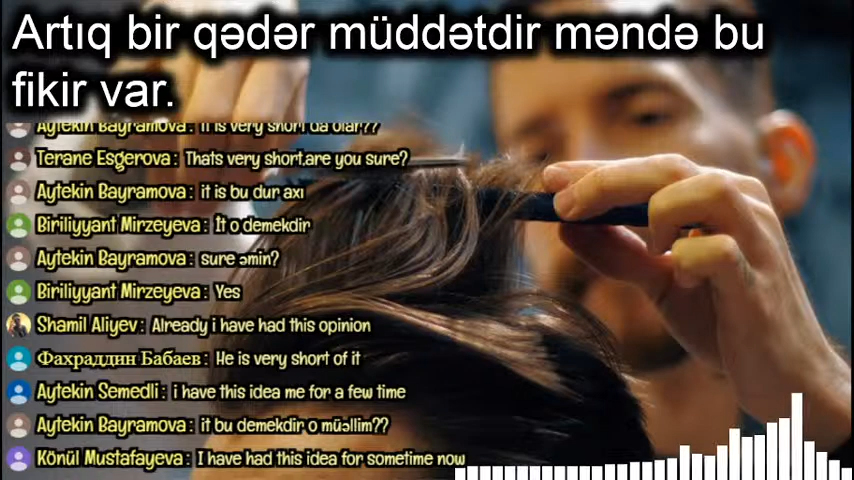 Artıq bir qədər müddətdir məndə bu
fikir var.
Aytekin Bayramova: It is very short da olar??
Terane Esgerova: Thats very short,are you sure?
Aytekin Bayramova: it is bu dur axı
Biriliyyant Mirzeyeva: İt o demekdir
Aytekin Bayramova: sure əmin?
Biriliyyant Mirzeyeva: Yes
Shamil Aliyev: Already i have had this opinion
Фахраддин Бабаев: He is very short of it
Aytekin Semedli: i have this idea me for a few time
Aytekin Bayramova: it bu demekdir o müəllim??
Könül Mustafayeva: I have had this idea for sometime now